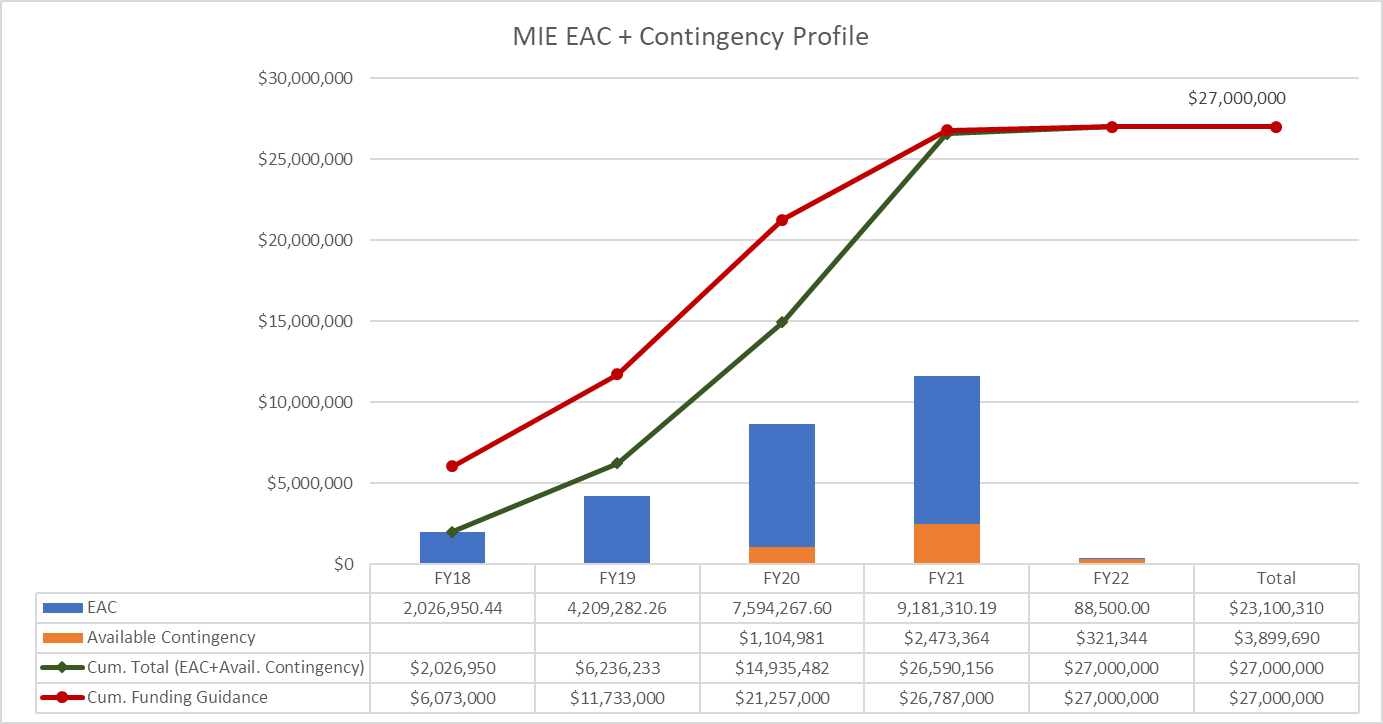 MIE EAC + Contingency Profile
$30,000,000
$27,000,000
$25,000,000
$20,000,000
$15,000,000
$10,000,000
$5,000,000
$0
FY18 FY19 FY20 FY21 FY22 Total
EAC 2,026,950.44 4,209,282.26 7,594,267.60 9,181,310.19 88,500.00 $23,100,310
Available Contingency $1,104,981 $2,473,364 $321,344 $3,899,690
Cum. Total (EAC+Avail. Contingency) $2,026,950 $6,236,233 $14,935,482 $26,590,156 $27,000,000 $27,000,000
Cum. Funding Guidance $6,073,000 $11,733,000 $21,257,000 $26,787,000 $27,000,000 $27,000,000